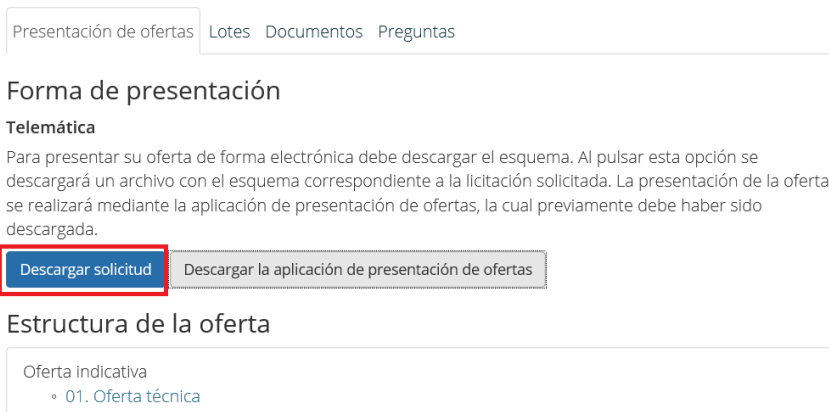 Presentación de ofertas Lotes Documentos Preguntas
Forma de presentación
Telemática
Para presentar su oferta de forma electrónica debe descargar el esquema. Al pulsar esta opción se
descargará un archivo con el esquema correspondiente a la licitación solicitada. La presentación de la oferta
se realizará mediante la aplicación de presentación de ofertas, la cual previamente debe haber sido
descargada.
Descargar solicitud Descargar la aplicación de presentación de ofertas
Estructura de la oferta
Oferta indicativa
◦ 01. Oferta técnica